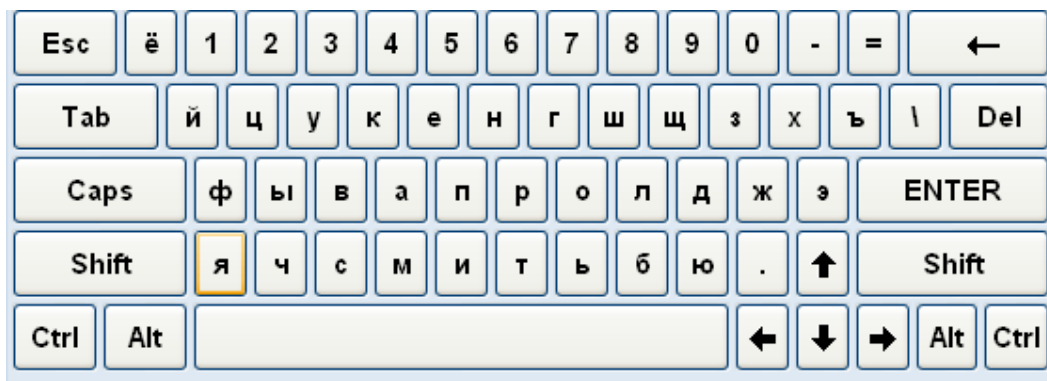 Esc ё 1 2 3 4 5 6 7 8 9 0 - = ←
Tab й ц у к е н г ш щ з х ъ \ Del
Caps ф ы в а п р о л д ж э ENTER
Shift я ч с м и т ь б ю . ↑ Shift
Ctrl Alt ← ↓ → Alt Ctrl